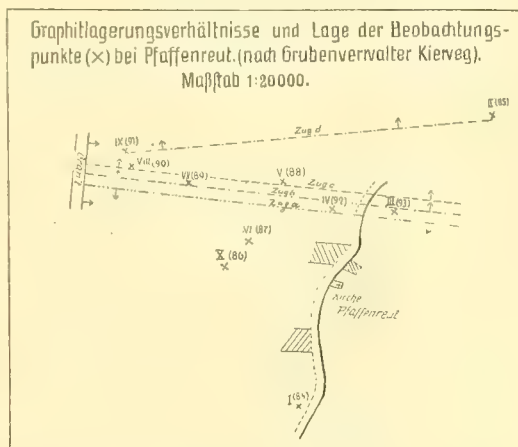 Graphitlagerungsverhältnisse und Lage der Beobachtungs-
punkte (×) bei Pfaffenreut. (nach Grubenverwalter Kierweg).
Maßstab 1:20000.
II (85)
Zug d
IX (91)
VIII (90)
V (88)
VII (89)
Zug c
Zug b
IV (92)
III (93)
Zug a
VI (87)
X (86)
Kirche
Pfaffenreut
I (84)